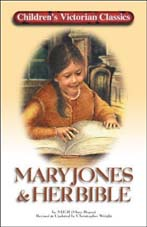 Children's Victorian Classics
MARY JONES
& HER BIBLE
by M.E.R (Mary Ropes)
Revised & Updated by Christopher Wright